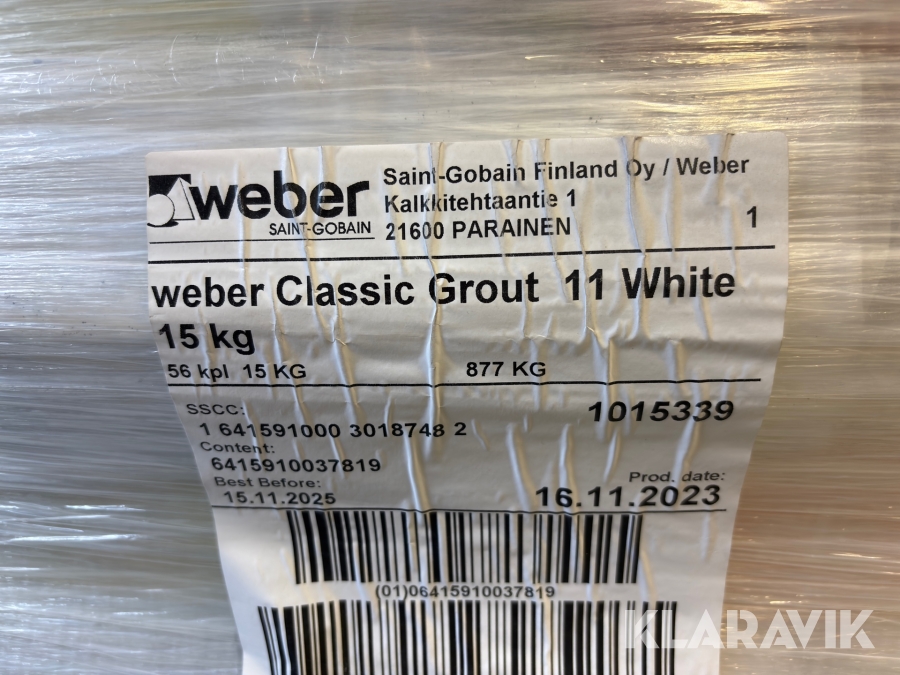 weber
SAINT-GOBAIN
Saint-Gobain Finland Oy / Weber
Kalkkitehtaantie 1
21600 PARAINEN
1
weber Classic Grout 11 White
15 kg
56 kpl 15 KG
877 KG
SSCC:
1 641591000 3018748 2
1015339
Content:
6415910037819
Best Before:
15.11.2025
Prod. date:
16.11.2023
(01)06415910037819
KLARAVIK